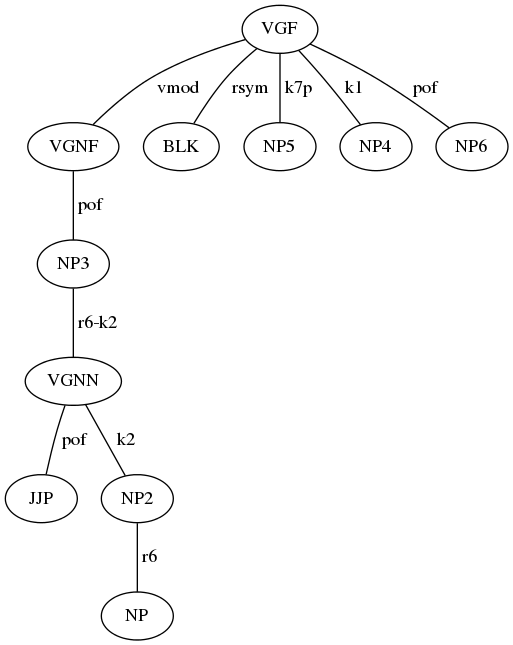 VGF
vmod rsym k7p k1 pof
VGNF BLK NP5 NP4 NP6
pof
NP3
r6-k2
VGNN
pof k2
JJP NP2
r6
NP